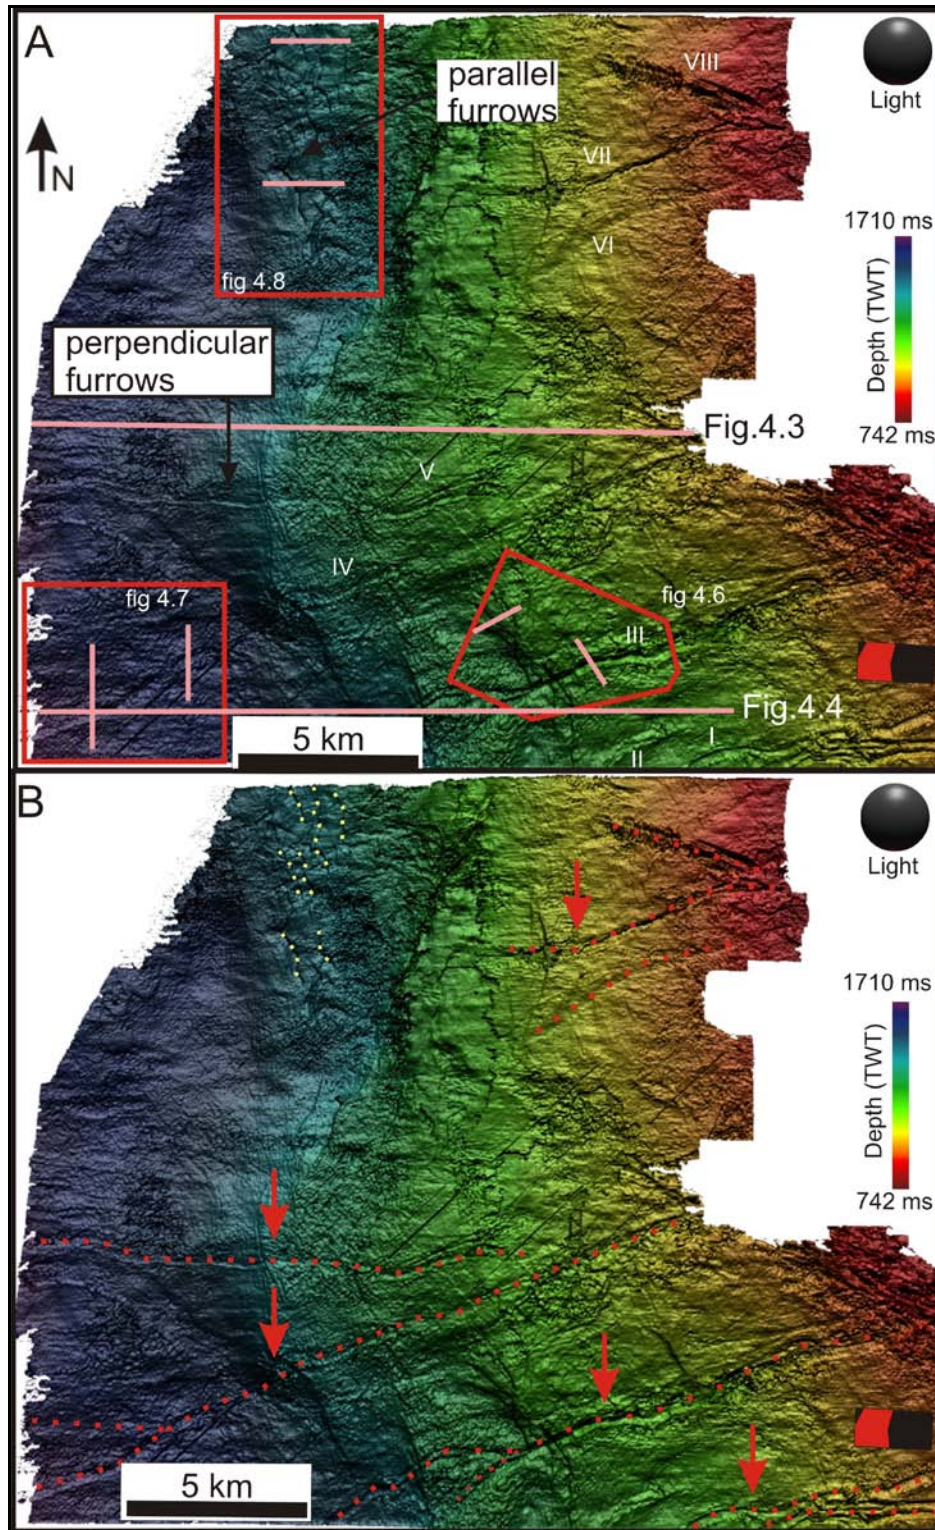 A
parallel
furrows
VIII
Light
N
VII
1710 ms
VI
fig 4.8
Depth (TWT)
perpendicular
furrows
742 ms
Fig.4.3
V
IV
fig 4.7
fig 4.6
III
Fig.4.4
5 km
I
II
B
Light
1710 ms
Depth (TWT)
742 ms
5 km